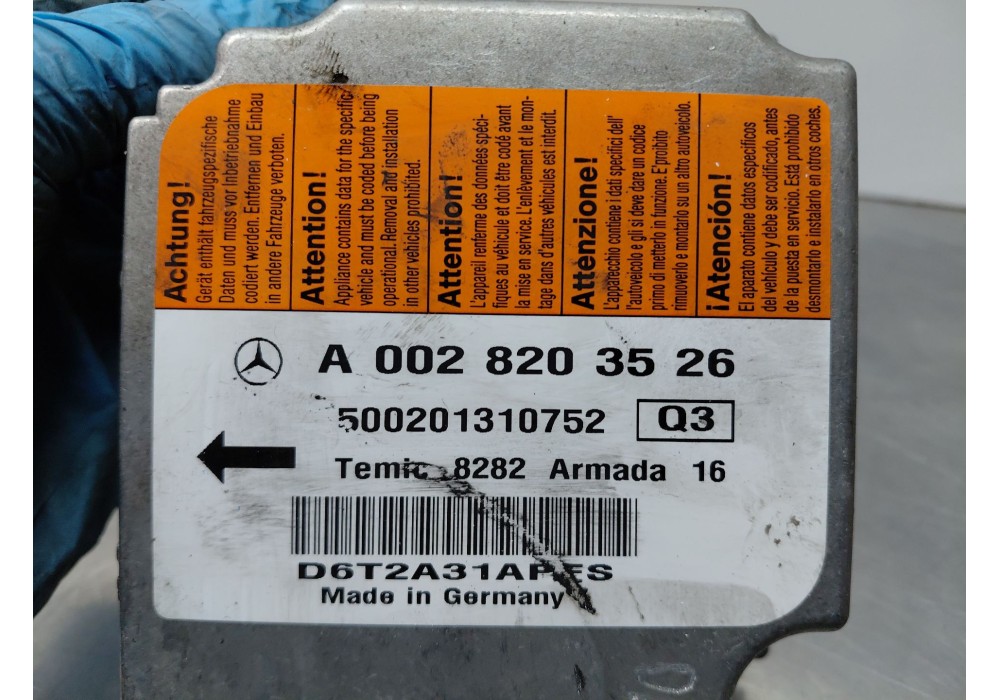 Achtung!
Gerät enthält fahrzeugspezifische
Daten und muss vor Inbetriebnahme
codiert werden. Entfernen und Einbau
in andere Fahrzeuge verboten.
Attention!
Appliance contains data for the specific
vehicle and must be coded before being
operational. Removal and installation
in other vehicles prohibited.
Attention!
L'appareil renferme des données spéci-
fiques au véhicule et doit être codé avant
la mise en service. L'enlèvement et le mon-
tage dans d'autres véhicules est interdit.
Attenzione!
L'apparecchio contiene i dati specifici dell'
l'autoveicolo e gli si deve dare un codice
primo di metterlo in funzione. E'proibito
rimuoverlo e montarlo su un altro autoveicolo.
¡Atención!
El aparato contiene datos específicos
del vehículo y debe ser codificado, antes
de la puesta en servicio. Está prohibido
desmontarlo e instalarlo en otros coches.
A 002 820 35 26
500201310752 Q3
Temic 8282 Armada 16
Made in Germany